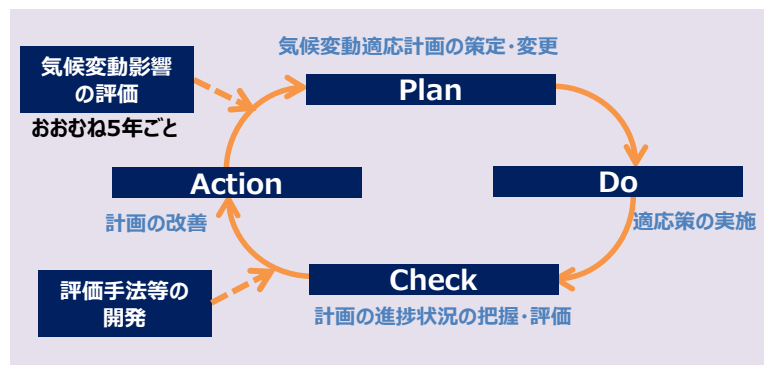 気候変動適応計画の策定･変更
気候変動影響
の評価
おおむね5年ごと
Plan
Action
計画の改善
Do
適応策の実施
評価手法等の
開発
Check
計画の進捗状況の把握･評価